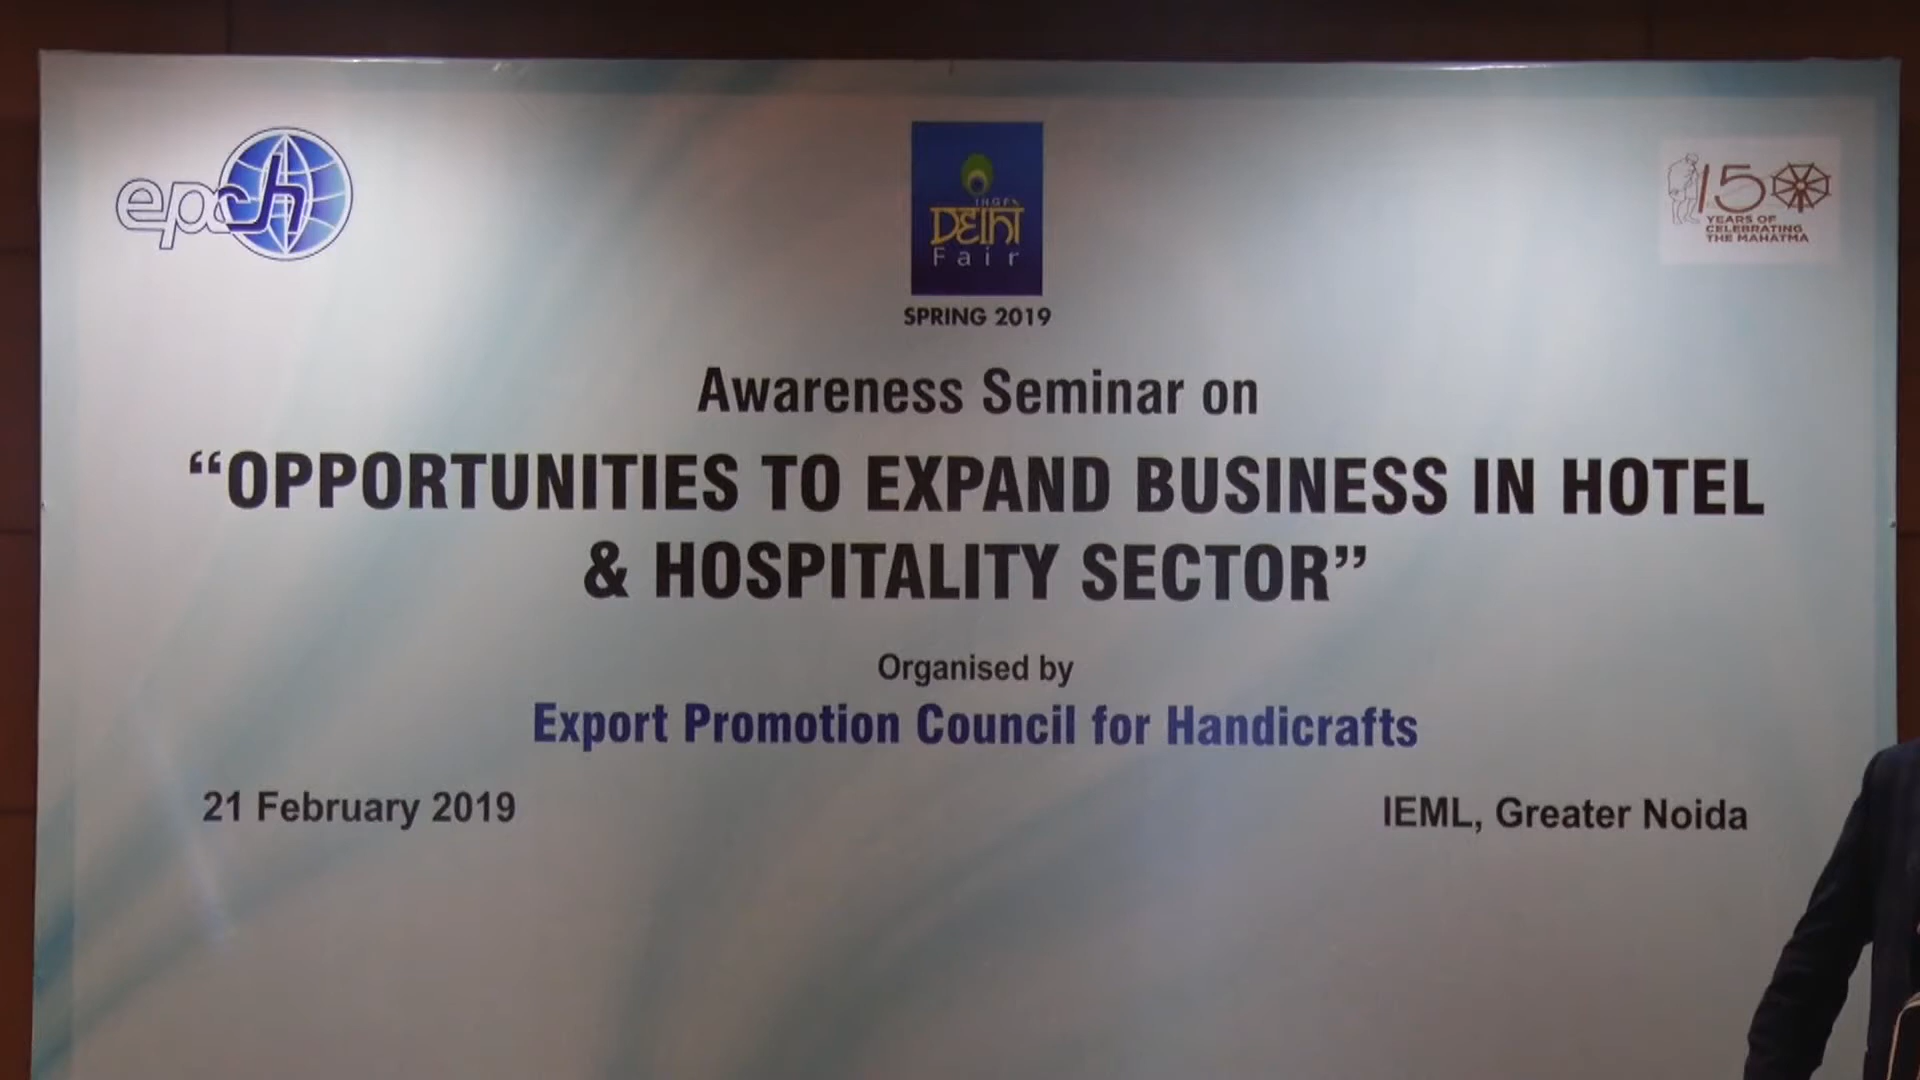 epch
IHGF
DELHI
Fair
SPRING 2019
150
YEARS OF
CELEBRATING
THE MAHATMA
Awareness Seminar on
“OPPORTUNITIES TO EXPAND BUSINESS IN HOTEL
& HOSPITALITY SECTOR”
Organised by
Export Promotion Council for Handicrafts
21 February 2019
IEML, Greater Noida